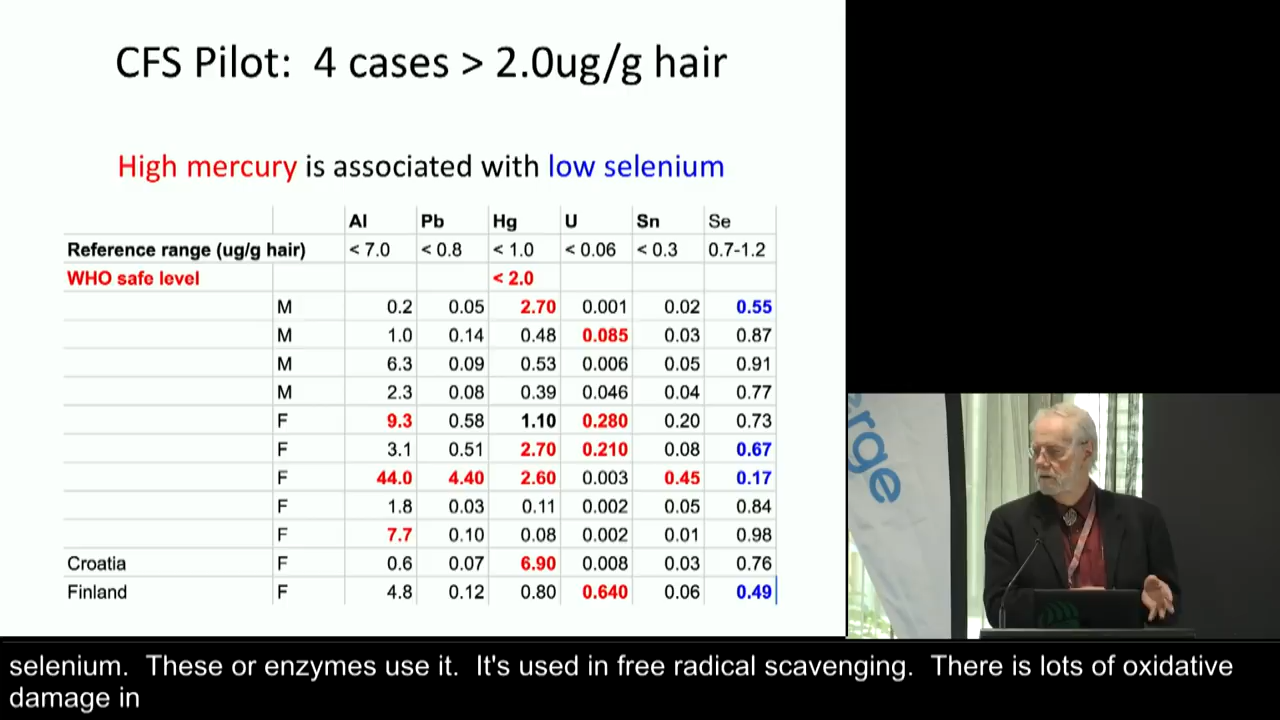 CFS Pilot: 4 cases > 2.0ug/g hair
High mercury is associated with low selenium
Al Pb Hg U Sn Se
Reference range (ug/g hair) < 7.0 < 0.8 < 1.0 < 0.06 < 0.3 0.7-1.2
WHO safe level < 2.0
M 0.2 0.05 2.70 0.001 0.02 0.55
M 1.0 0.14 0.48 0.085 0.03 0.87
M 6.3 0.09 0.53 0.006 0.05 0.91
M 2.3 0.08 0.39 0.046 0.04 0.77
F 9.3 0.58 1.10 0.280 0.20 0.73
F 3.1 0.51 2.70 0.210 0.08 0.67
F 44.0 4.40 2.60 0.003 0.45 0.17
F 1.8 0.03 0.11 0.002 0.05 0.84
F 7.7 0.10 0.08 0.002 0.01 0.98
Croatia F 0.6 0.07 6.90 0.008 0.03 0.76
Finland F 4.8 0.12 0.80 0.640 0.06 0.49
erge
selenium. These or enzymes use it. It's used in free radical scavenging. There is lots of oxidative
damage in